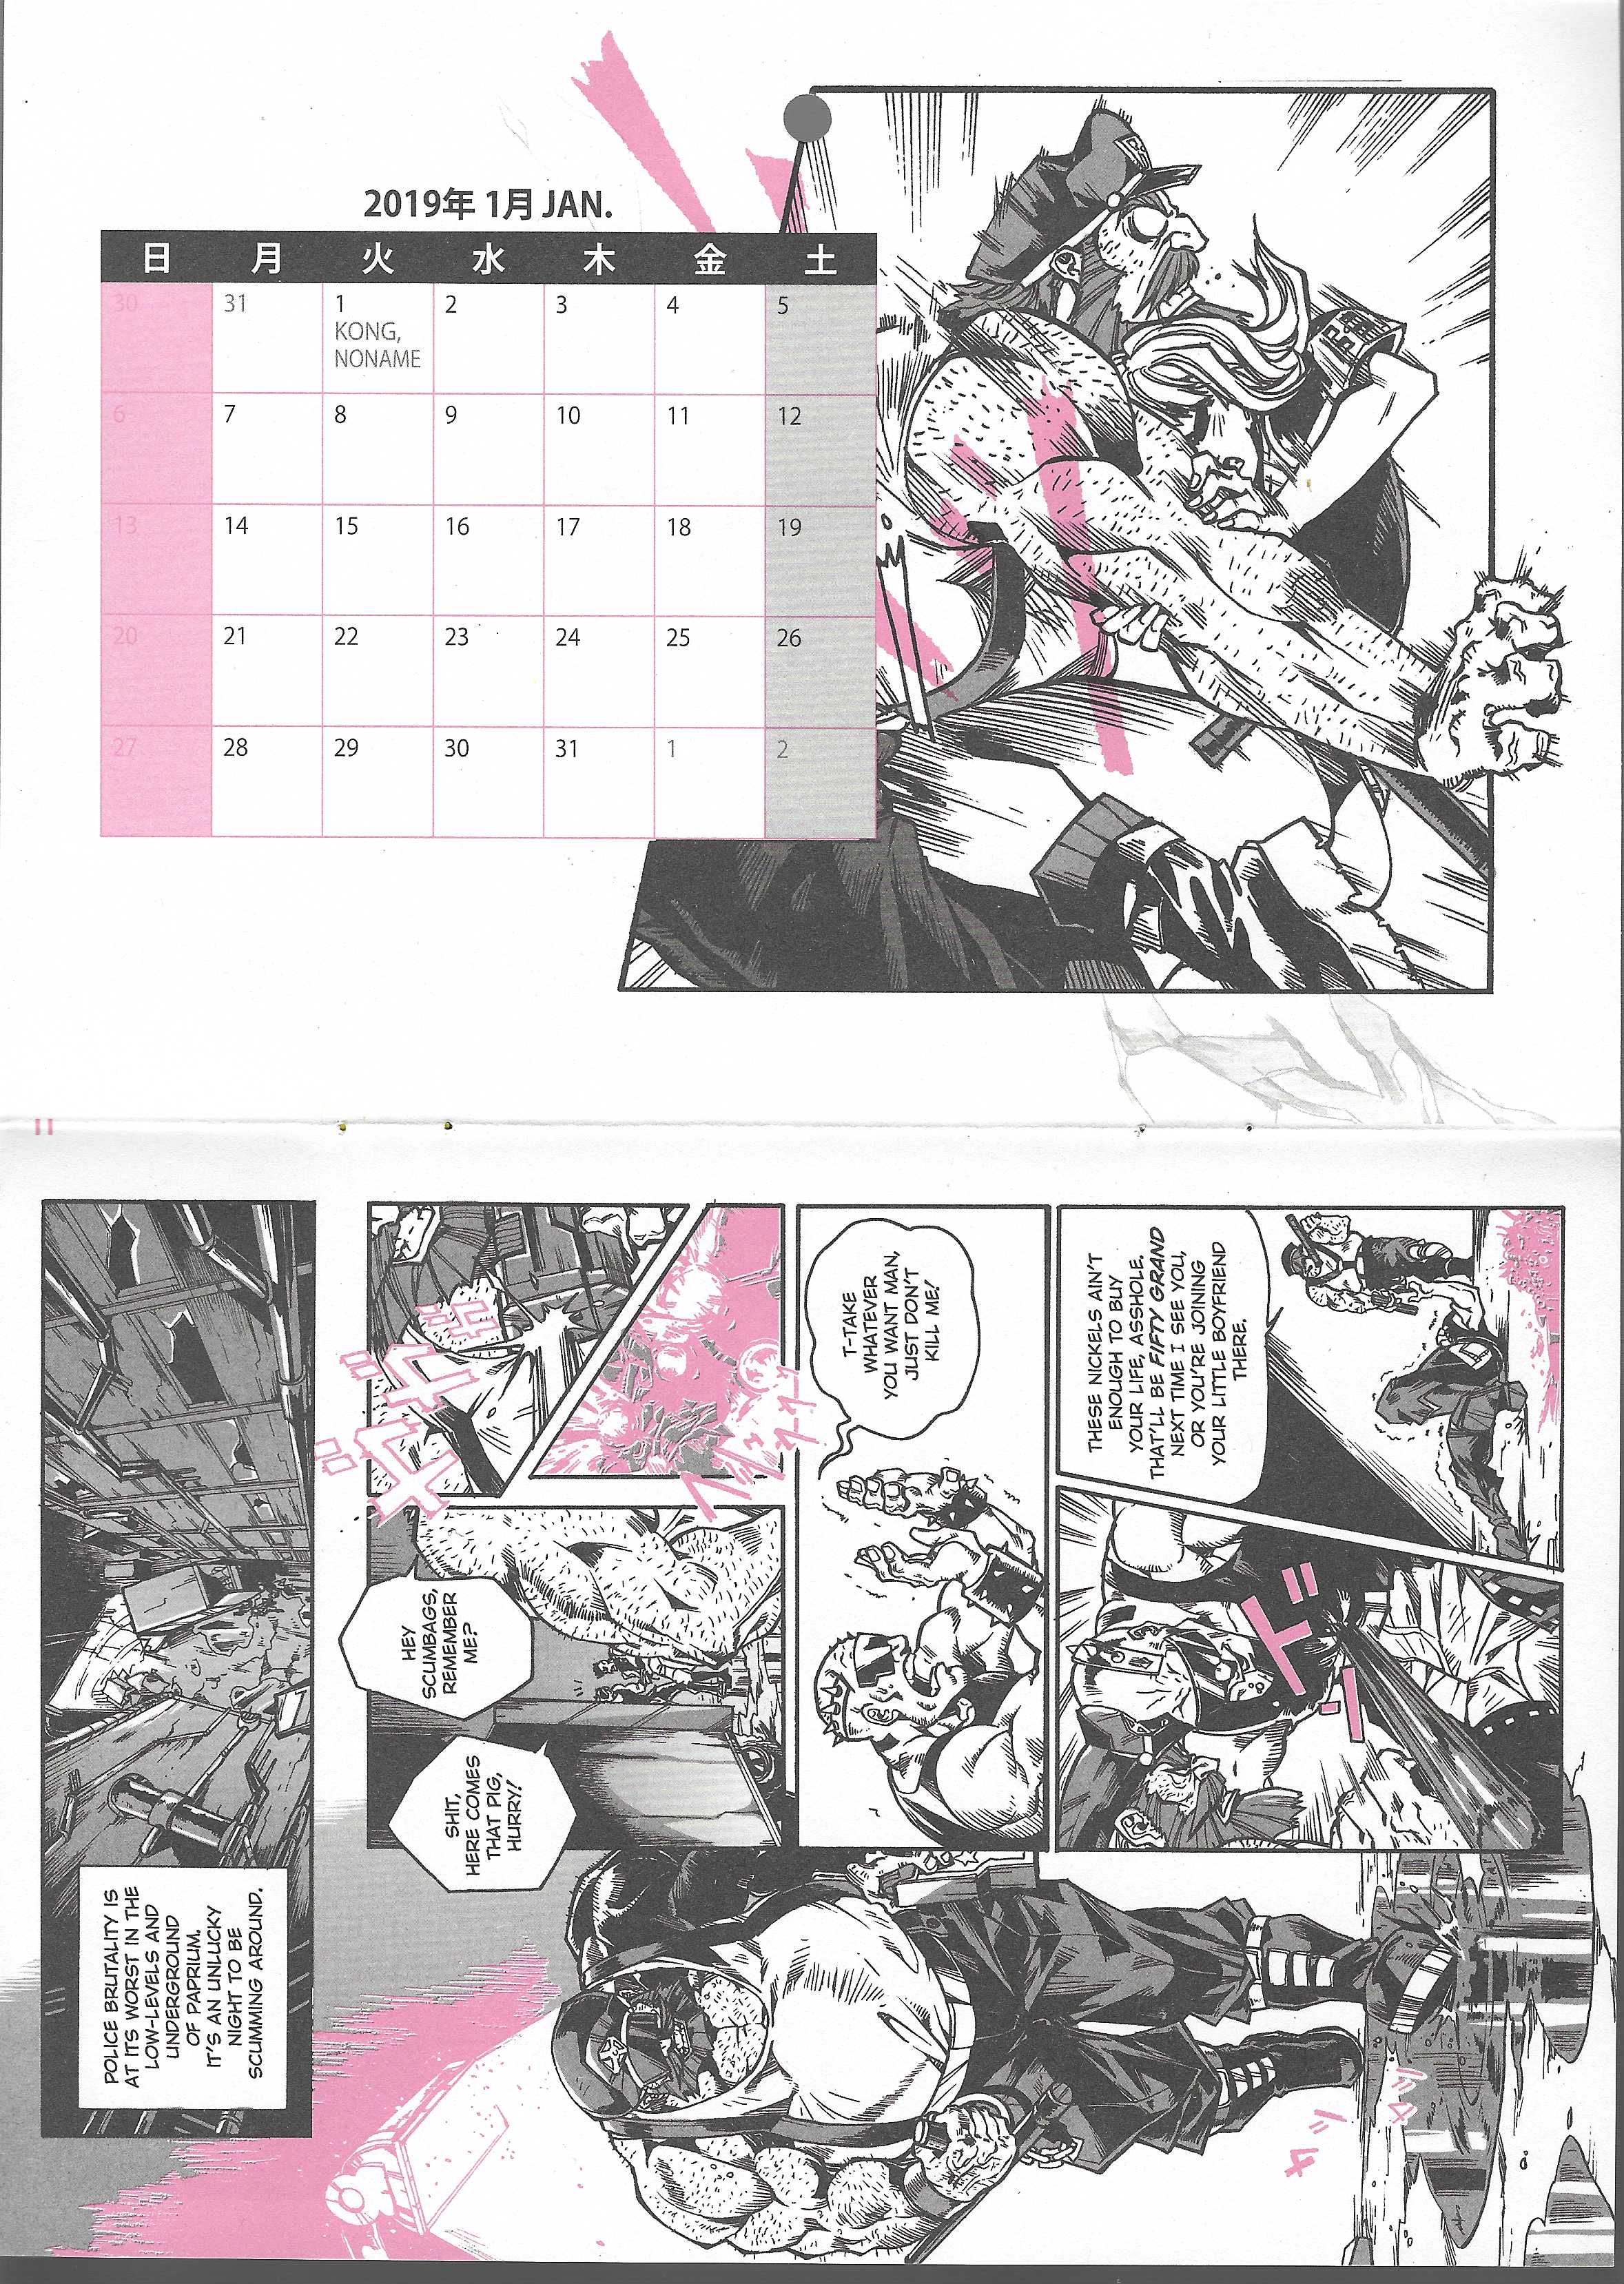 POLICE BRUTALITY IS
AT ITS WORST IN THE
LOW-LEVELS AND
UNDERGROUND
OF PAPRIUM.
IT'S AN UNLUCKY
NIGHT TO BE
SCUMMING AROUND.
HEY
SCUMBAGS,
REMEMBER
ME?
SHIT,
HERE COMES
THAT PIG,
HURRY!
T-TAKE
WHATEVER
YOU WANT MAN,
JUST DON'T
KILL ME!
THESE NICKELS AIN'T
ENOUGH TO BUY
YOUR LIFE, ASSHOLE.
THAT'LL BE FIFTY GRAND
NEXT TIME I SEE YOU,
OR YOU'RE JOINING
YOUR LITTLE BOYFRIEND
THERE.
ザッ
ザッ
2019年 1月 JAN.
日 月 火 水 木 金 土
30 31 1 2 3 4 5
KONG,
NONAME
6 7 8 9 10 11 12
13 14 15 16 17 18 19
20 21 22 23 24 25 26
27 28 29 30 31 1 2